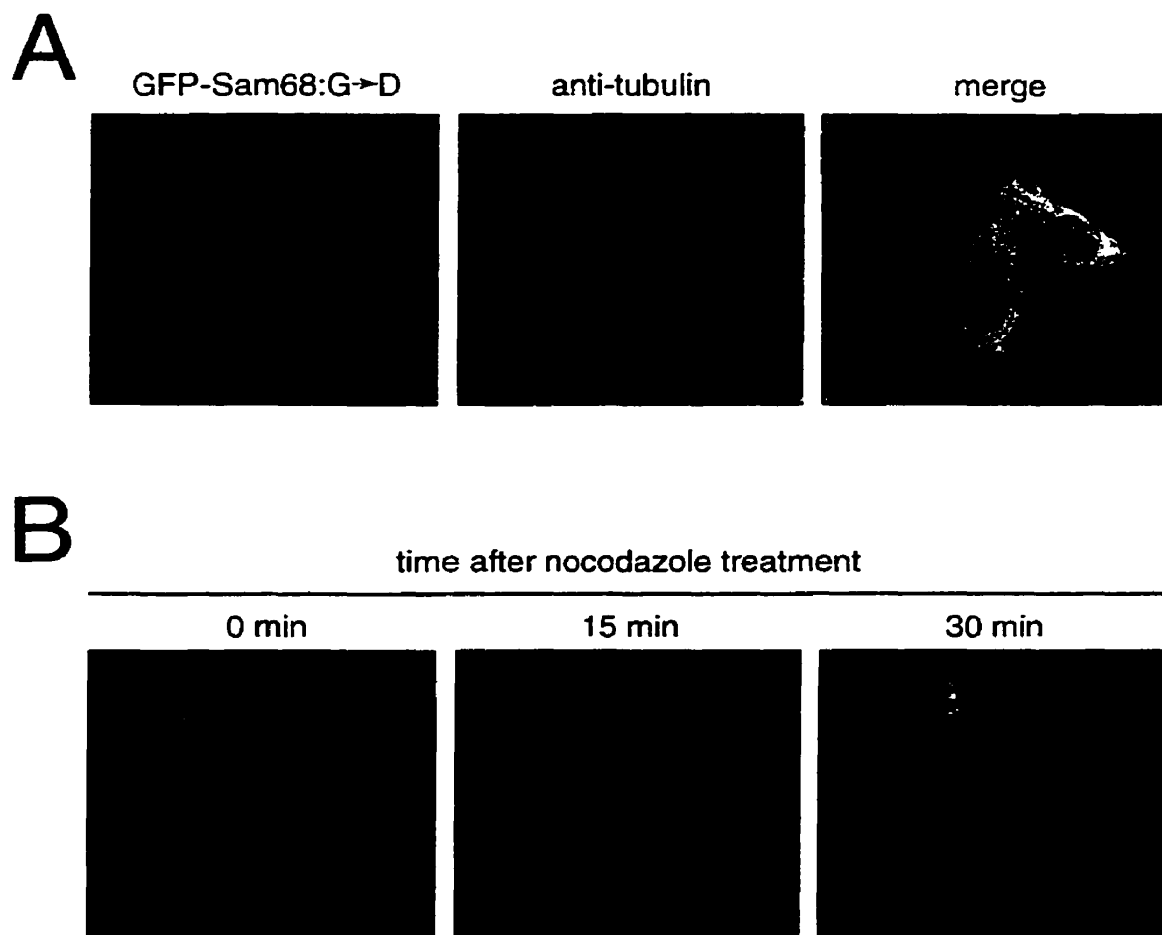 A
GFP-Sam68:G→D anti-tubulin merge
B
time after nocodazole treatment
0 min 15 min 30 min